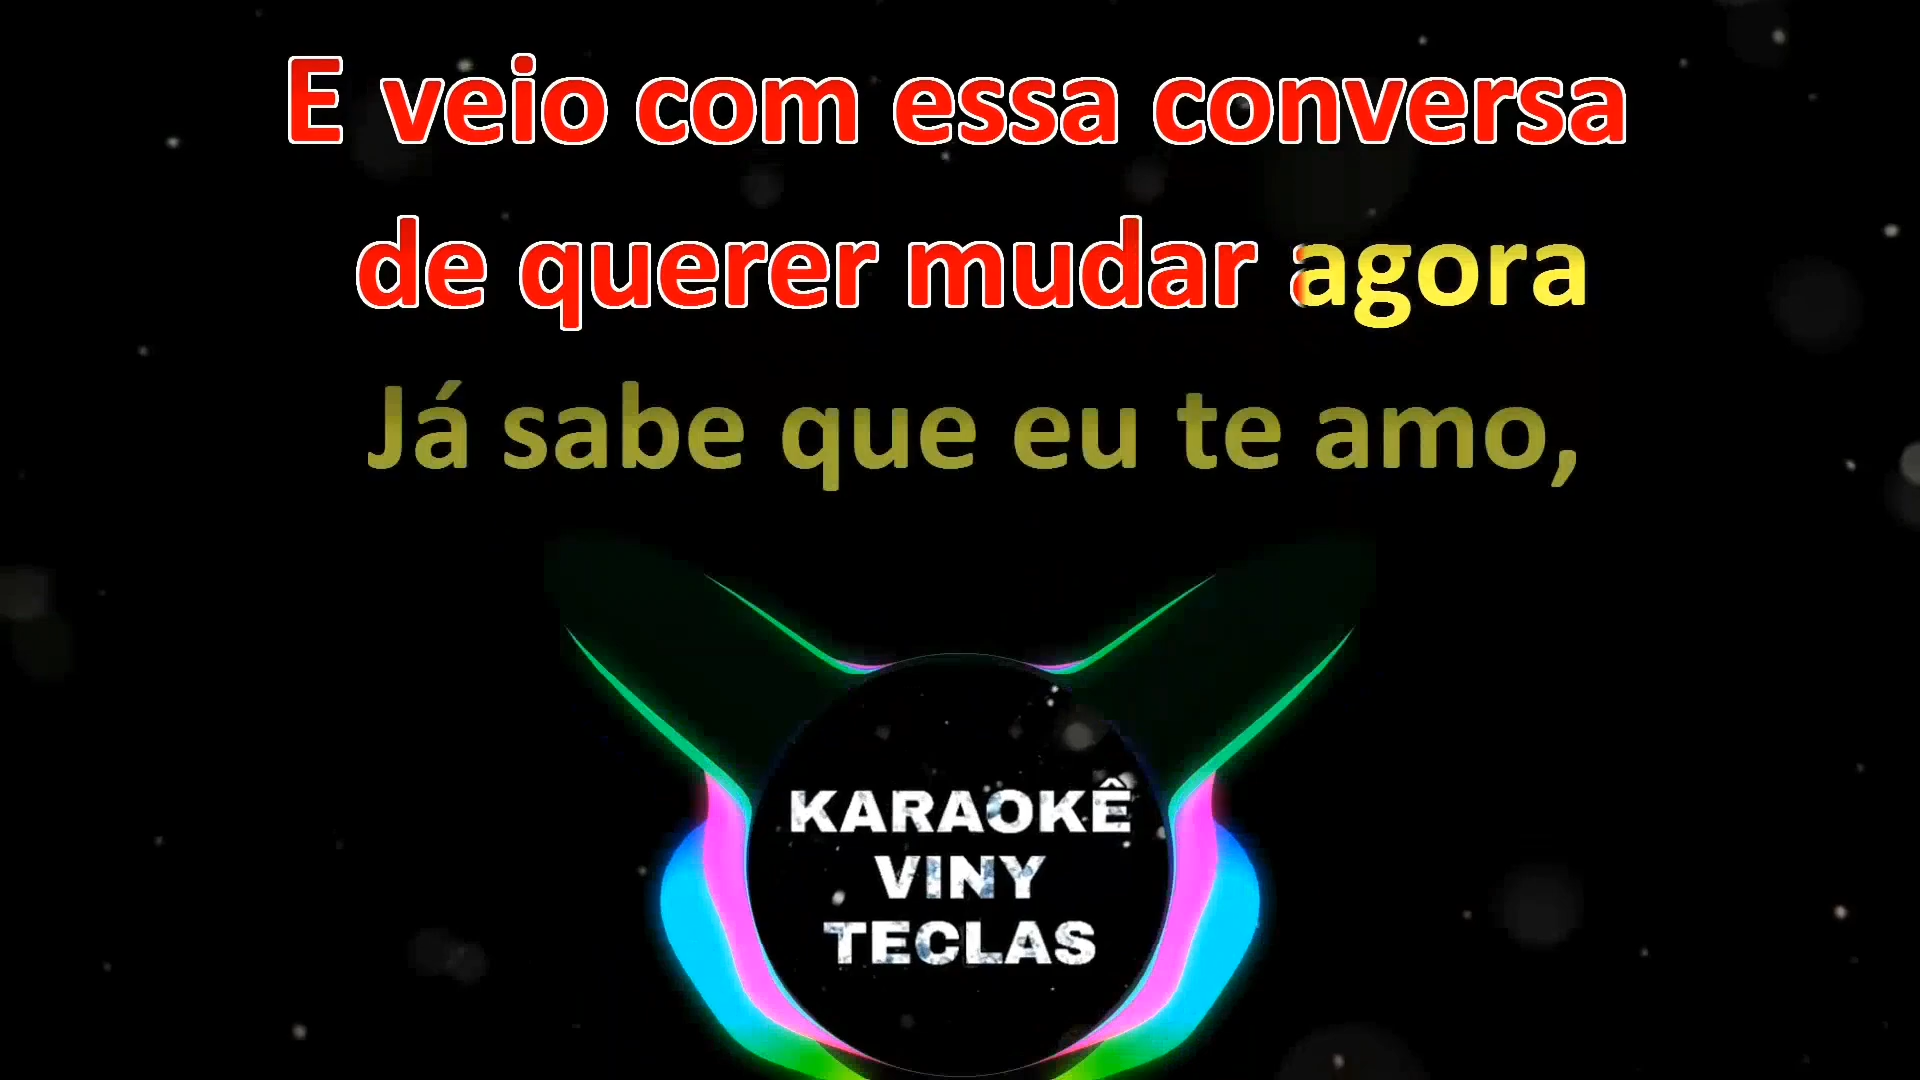 E veio com essa conversa
de querer mudar agora
Já sabe que eu te amo,
KARAOKÊ
VINY
TECLAS